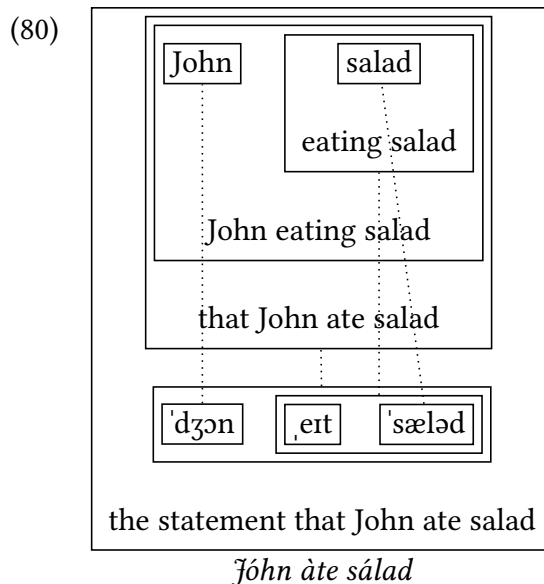 (80)
John salad
eating salad
John eating salad
that John ate salad
ˈdʒɔn ˌeɪt ˈsæləd
the statement that John ate salad
Jóhn àte sálad